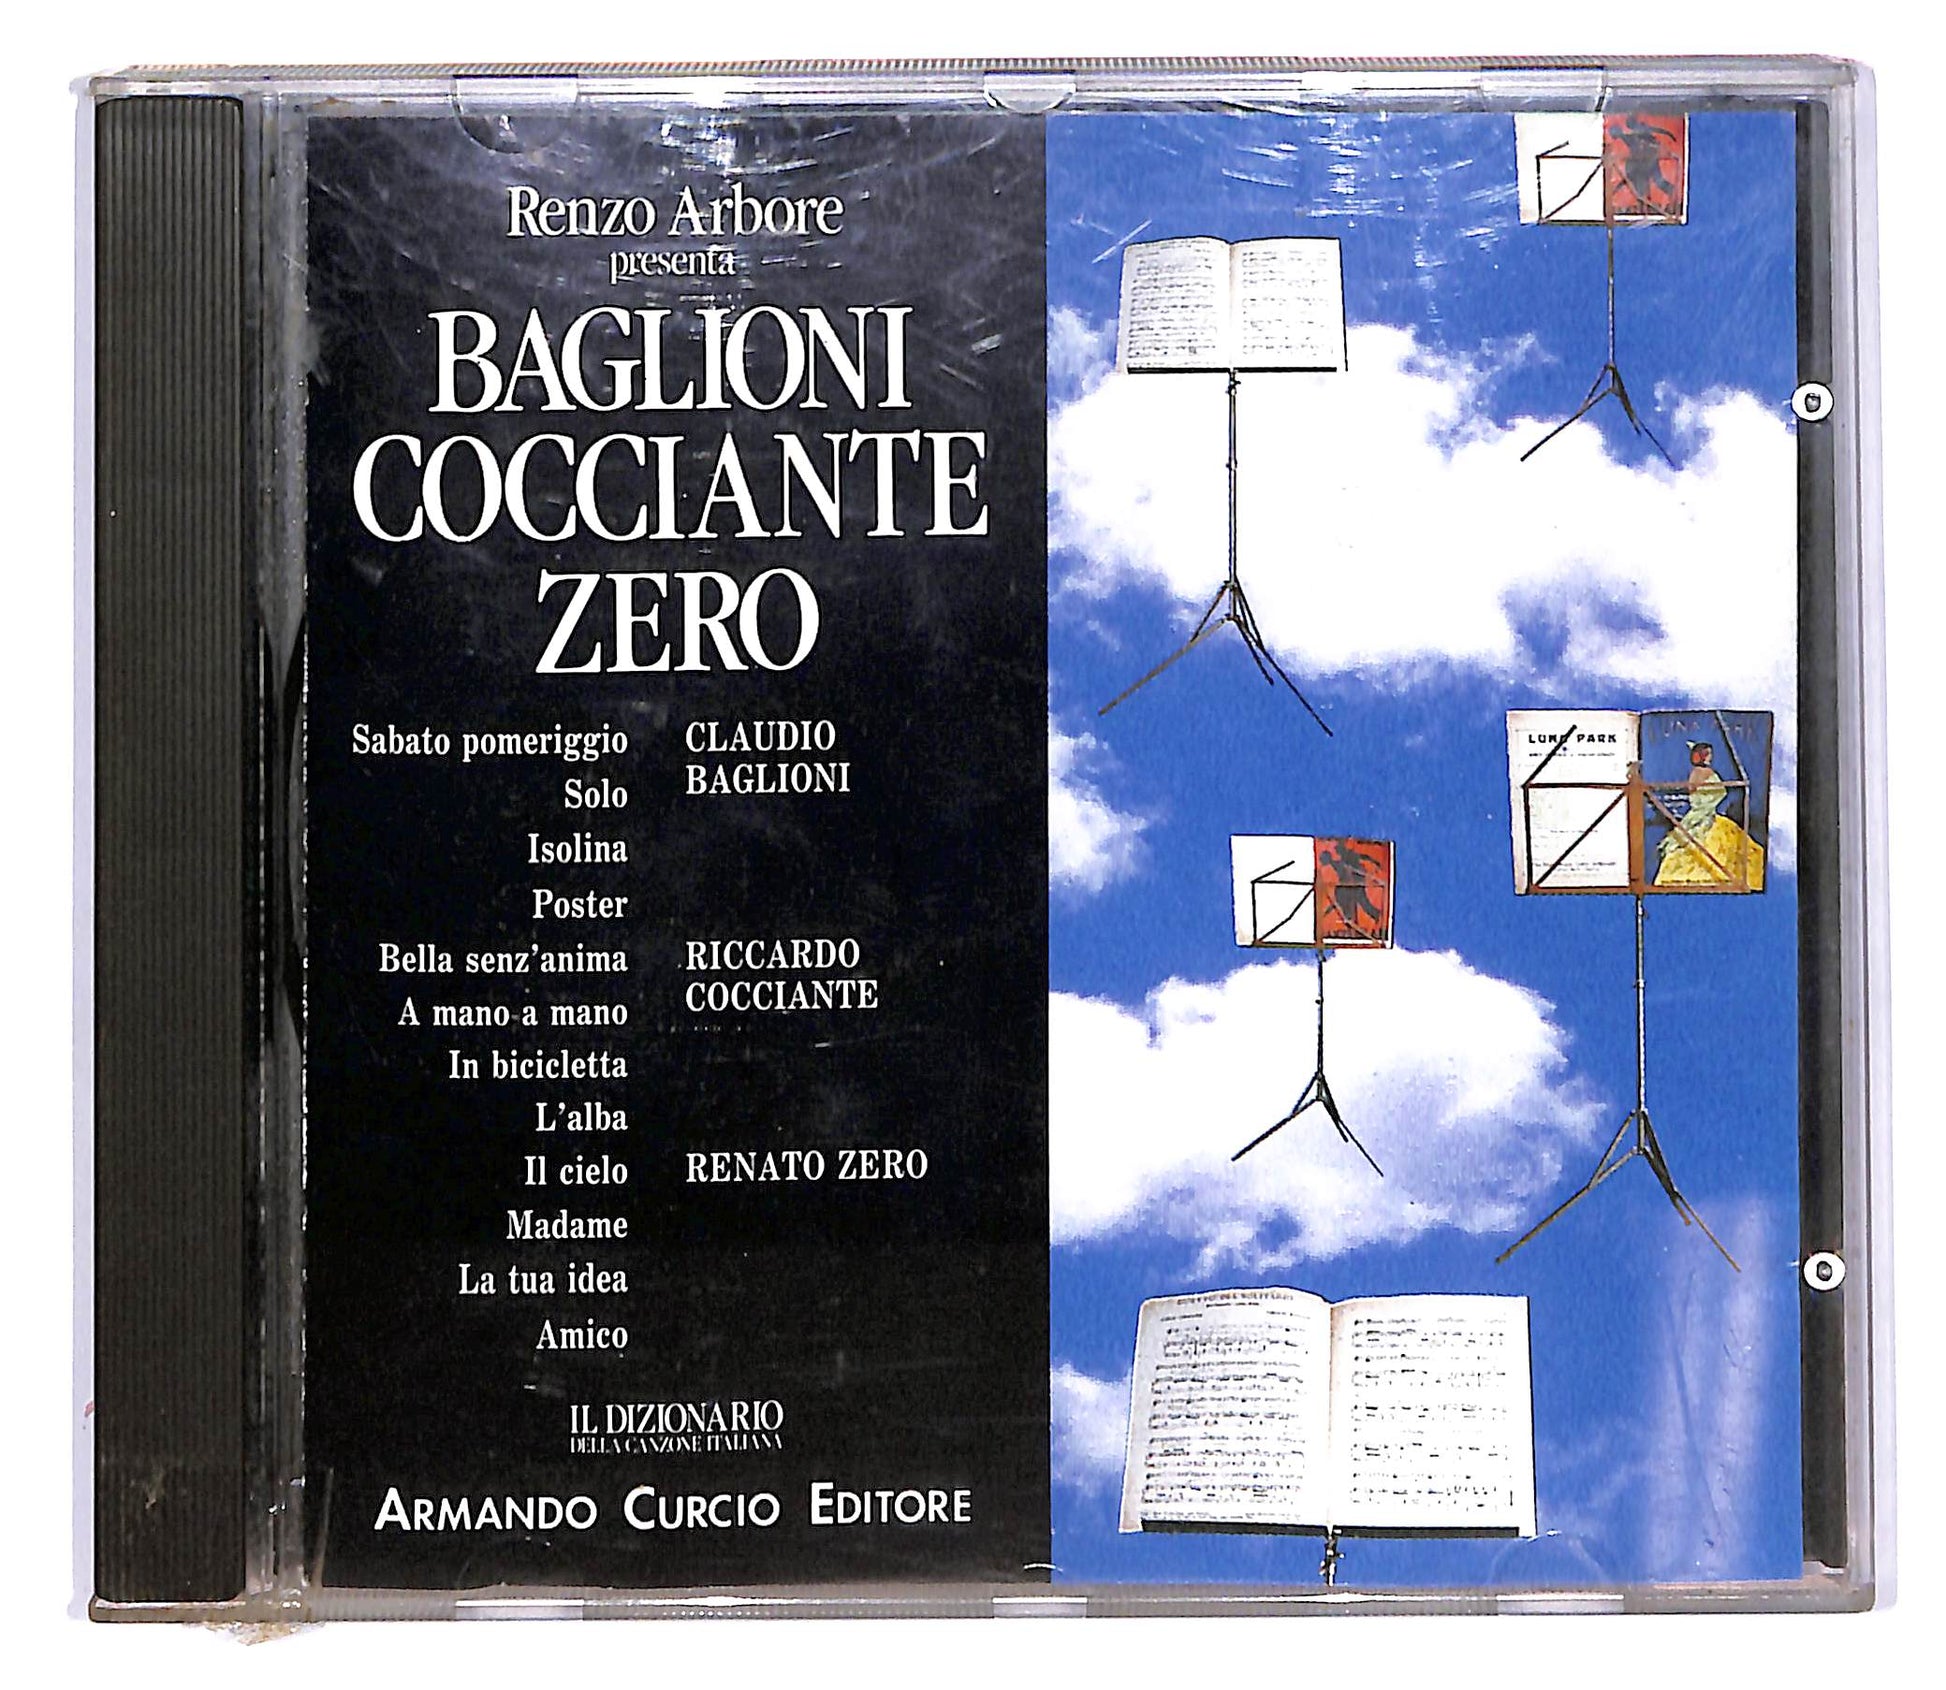 Renzo Arbore
presenta
BAGLIONI
COCCIANTE
ZERO
Sabato pomeriggio
Solo
Isolina
Poster
Bella senz'anima
A mano a mano
In bicicletta
L'alba
Il cielo
Madame
La tua idea
Amico
CLAUDIO
BAGLIONI
RICCARDO
COCCIANTE
RENATO ZERO
IL DIZIONARIO
DELLA CANZONE ITALIANA
ARMANDO CURCIO EDITORE
LUNA PARK
LUNA PARK